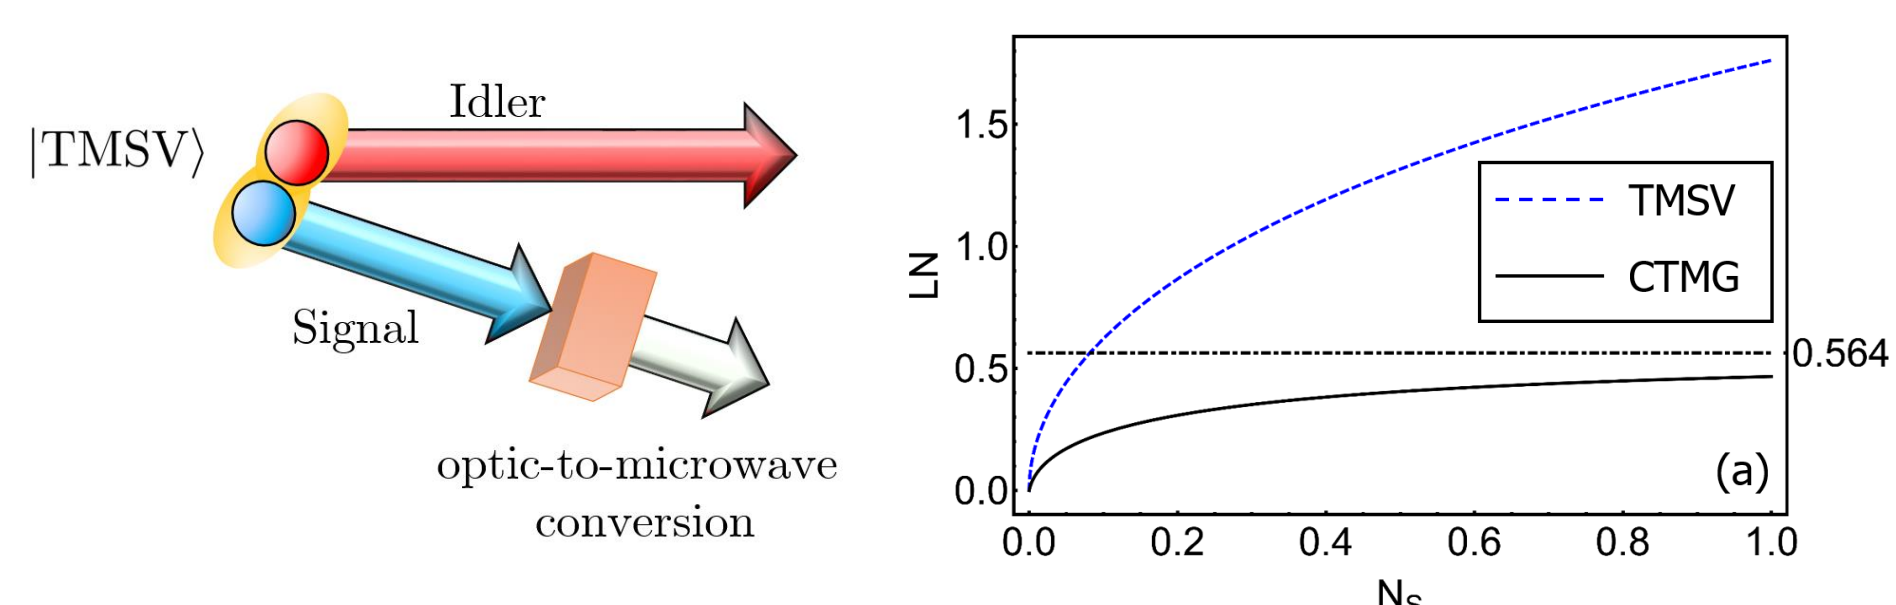 |TMSV⟩
Idler
Signal
optic-to-microwave
conversion
LN
1.5
1.0
0.5
0.0
TMSV
CTMG
0.564
(a)
0.0 0.2 0.4 0.6 0.8 1.0
N_S